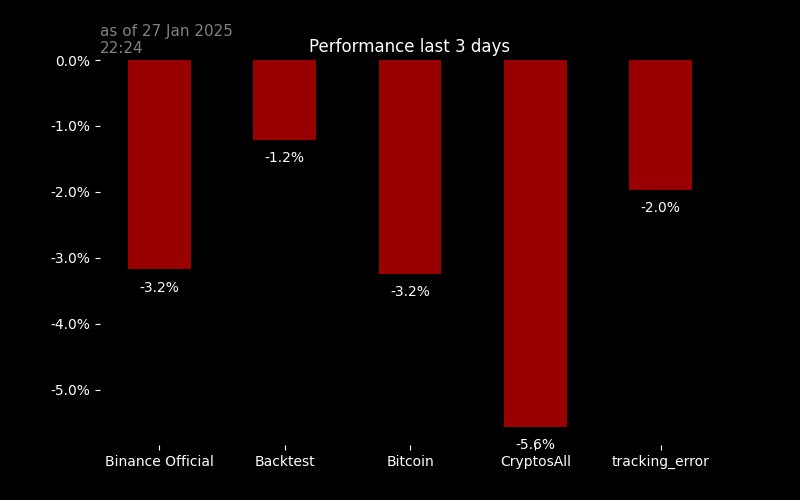 as of 27 Jan 2025
22:24
Performance last 3 days
0.0%
-1.0%
-2.0%
-3.0%
-4.0%
-5.0%
-3.2%
-1.2%
-3.2%
-5.6%
-2.0%
Binance Official
Backtest
Bitcoin
CryptosAll
tracking_error